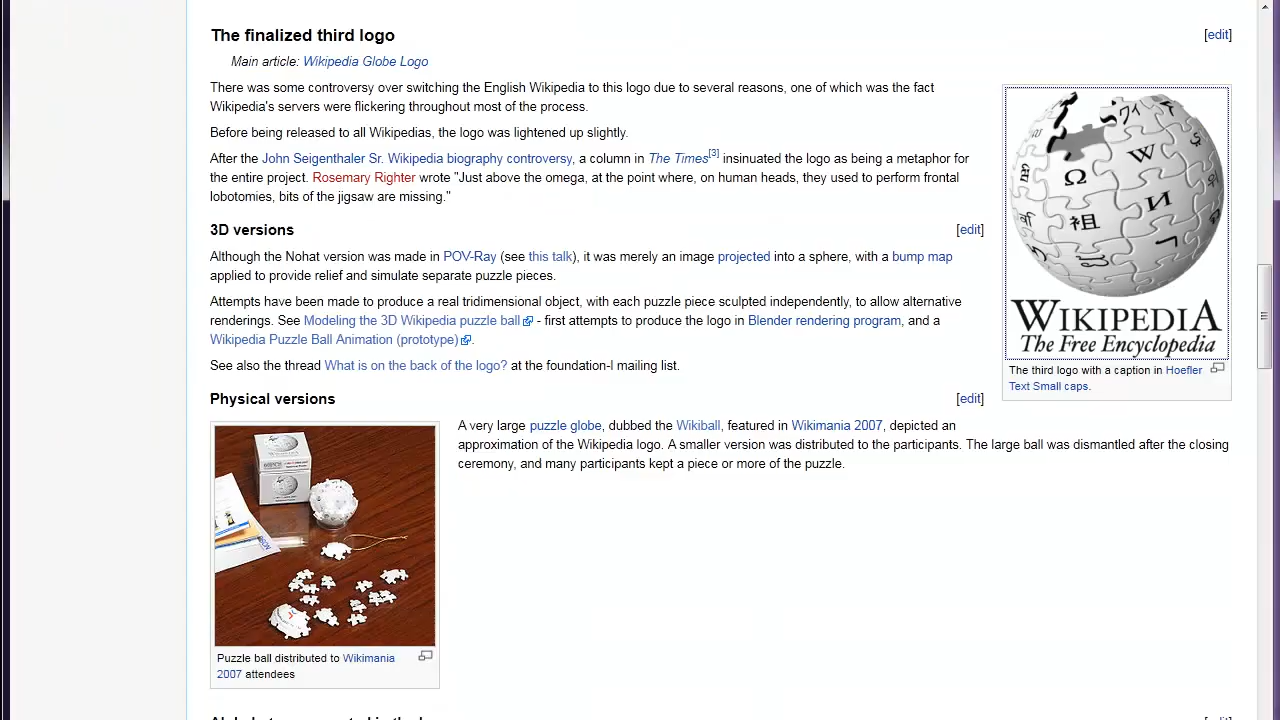 The finalized third logo [edit]
Main article: Wikipedia Globe Logo
There was some controversy over switching the English Wikipedia to this logo due to several reasons, one of which was the fact
Wikipedia's servers were flickering throughout most of the process.
Before being released to all Wikipedias, the logo was lightened up slightly.
After the John Seigenthaler Sr. Wikipedia biography controversy, a column in The Times[3] insinuated the logo as being a metaphor for
the entire project. Rosemary Righter wrote "Just above the omega, at the point where, on human heads, they used to perform frontal
lobotomies, bits of the jigsaw are missing."
Ω
W
И
祖
WIKIPEDIA
The Free Encyclopedia
The third logo with a caption in Hoefler
Text Small caps.
3D versions [edit]
Although the Nohat version was made in POV-Ray (see this talk), it was merely an image projected into a sphere, with a bump map
applied to provide relief and simulate separate puzzle pieces.
Attempts have been made to produce a real tridimensional object, with each puzzle piece sculpted independently, to allow alternative
renderings. See Modeling the 3D Wikipedia puzzle ball - first attempts to produce the logo in Blender rendering program, and a
Wikipedia Puzzle Ball Animation (prototype).
See also the thread What is on the back of the logo? at the foundation-l mailing list.
Physical versions [edit]
A very large puzzle globe, dubbed the Wikiball, featured in Wikimania 2007, depicted an
approximation of the Wikipedia logo. A smaller version was distributed to the participants. The large ball was dismantled after the closing
ceremony, and many participants kept a piece or more of the puzzle.
Puzzle ball distributed to Wikimania
2007 attendees